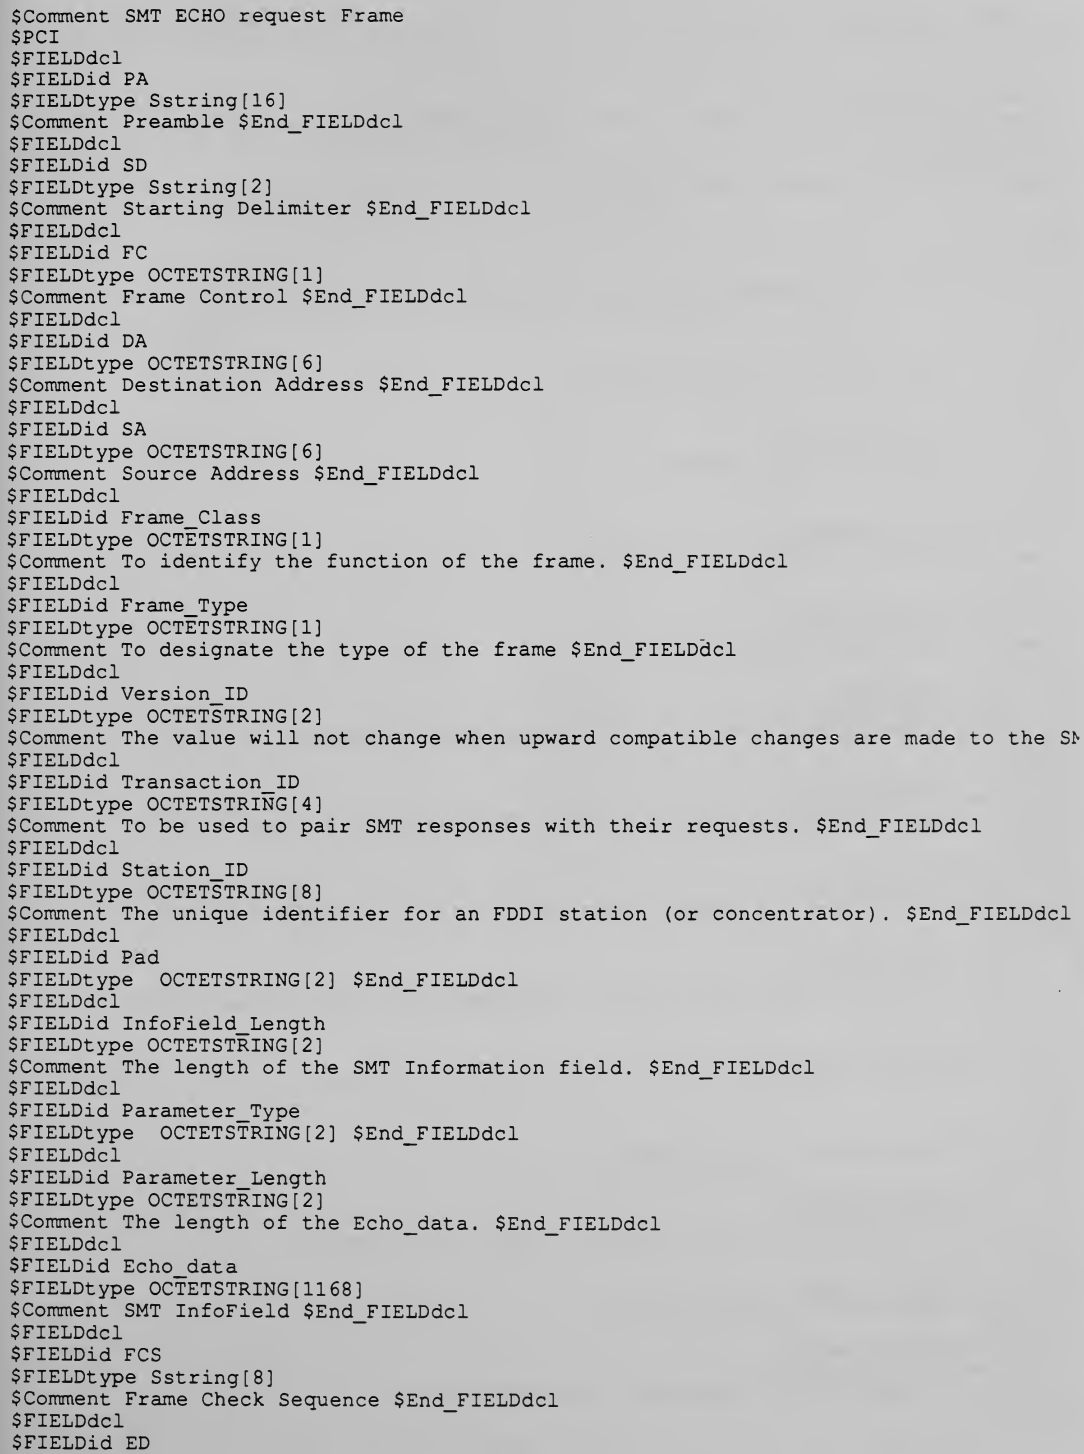 $Comment SMT ECHO request Frame
$PCI
$FIELDdcl
$FIELDid PA
$FIELDtype Sstring[16]
$Comment Preamble $End_FIELDdcl
$FIELDdcl
$FIELDid SD
$FIELDtype Sstring[2]
$Comment Starting Delimiter $End_FIELDdcl
$FIELDdcl
$FIELDid FC
$FIELDtype OCTETSTRING[1]
$Comment Frame Control $End_FIELDdcl
$FIELDdcl
$FIELDid DA
$FIELDtype OCTETSTRING[6]
$Comment Destination Address $End_FIELDdcl
$FIELDdcl
$FIELDid SA
$FIELDtype OCTETSTRING[6]
$Comment Source Address $End_FIELDdcl
$FIELDdcl
$FIELDid Frame_Class
$FIELDtype OCTETSTRING[1]
$Comment To identify the function of the frame. $End_FIELDdcl
$FIELDdcl
$FIELDid Frame_Type
$FIELDtype OCTETSTRING[1]
$Comment To designate the type of the frame $End_FIELDdcl
$FIELDdcl
$FIELDid Version_ID
$FIELDtype OCTETSTRING[2]
$Comment The value will not change when upward compatible changes are made to the
$FIELDdcl
$FIELDid Transaction_ID
$FIELDtype OCTETSTRING[4]
$Comment To be used to pair SMT responses with their requests. $End_FIELDdcl
$FIELDdcl
$FIELDid Station_ID
$FIELDtype OCTETSTRING[8]
$Comment The unique identifier for an FDDI station (or concentrator). $End_FIELDdcl
$FIELDdcl
$FIELDid Pad
$FIELDtype  OCTETSTRING[2] $End_FIELDdcl
$FIELDdcl
$FIELDid InfoField_Length
$FIELDtype OCTETSTRING[2]
$Comment The length of the SMT Information field. $End_FIELDdcl
$FIELDdcl
$FIELDid Parameter_Type
$FIELDtype  OCTETSTRING[2] $End_FIELDdcl
$FIELDdcl
$FIELDid Parameter_Length
$FIELDtype OCTETSTRING[2]
$Comment The length of the Echo_data. $End_FIELDdcl
$FIELDdcl
$FIELDid Echo_data
$FIELDtype OCTETSTRING[1168]
$Comment SMT InfoField $End_FIELDdcl
$FIELDdcl
$FIELDid FCS
$FIELDtype Sstring[8]
$Comment Frame Check Sequence $End_FIELDdcl
$FIELDdcl
$FIELDid ED